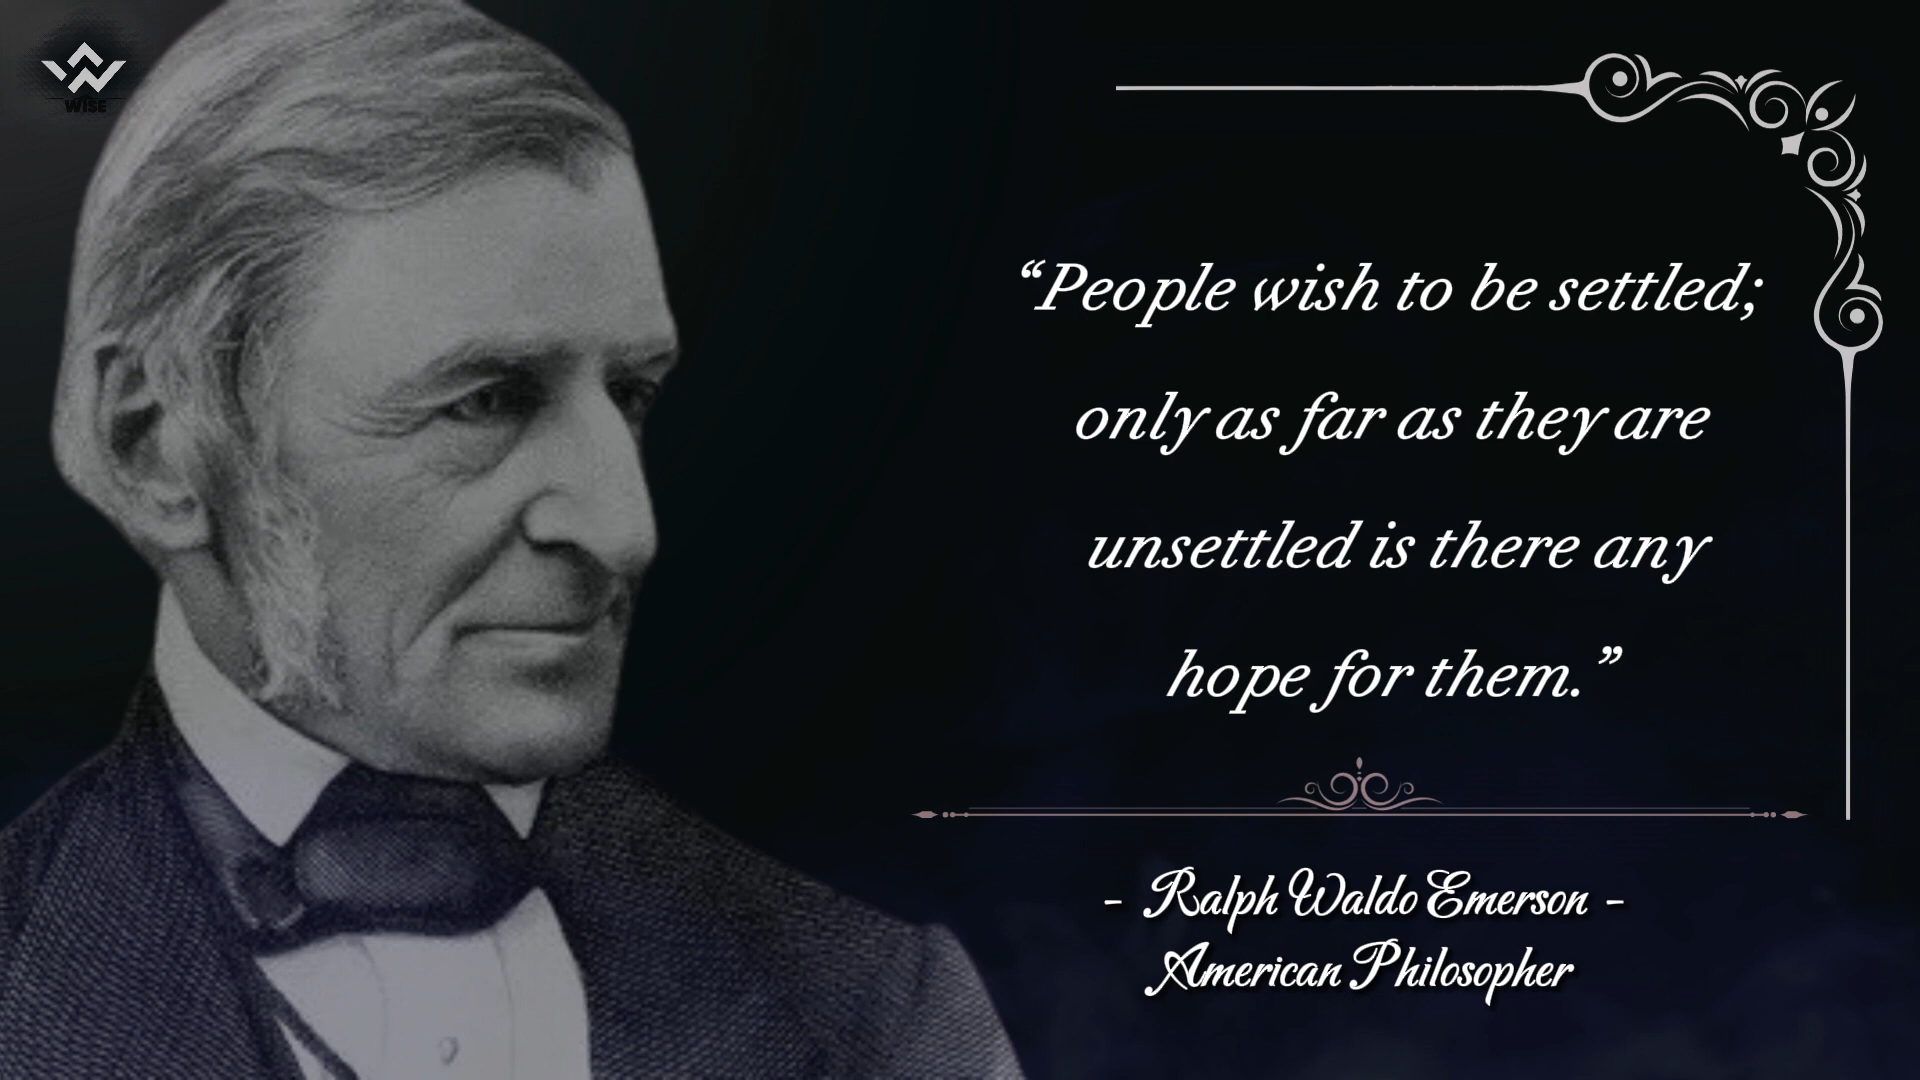 WISE
“People wish to be settled;
only as far as they are
unsettled is there any
hope for them.”
- Ralph Waldo Emerson -
American Philosopher